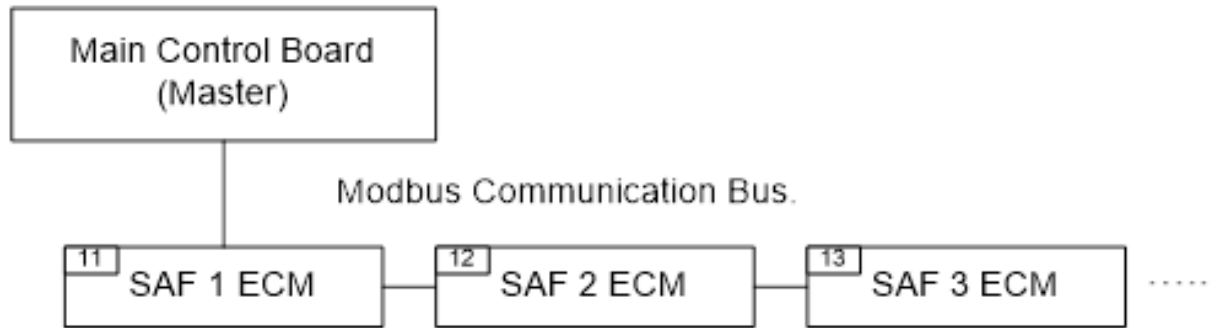 Main Control Board
(Master)
Modbus Communication Bus.
11
SAF 1 ECM
12
SAF 2 ECM
13
SAF 3 ECM
.....